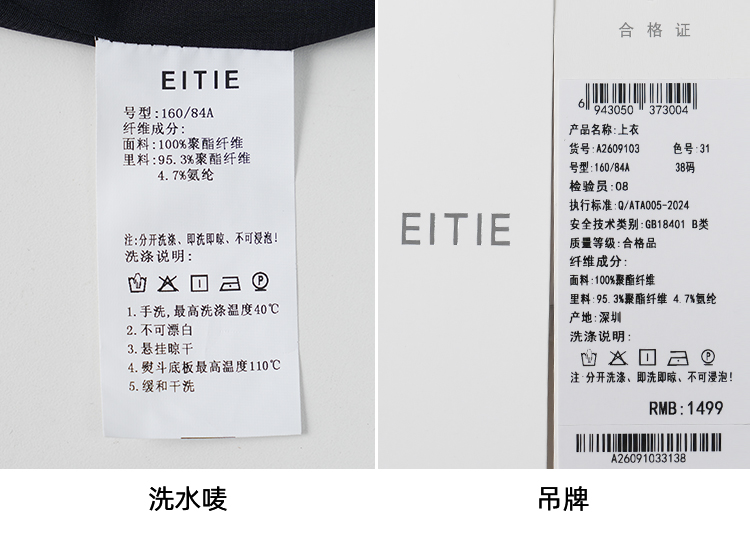 EITIE
号型:160/84A
纤维成分:
面料:100%聚酯纤维
里料:95.3%聚酯纤维
4.7%氨纶
注:分开洗涤、即洗即晾、不可浸泡!
洗涤说明:
1.手洗,最高洗涤温度40℃
2.不可漂白
3.悬挂晾干
4.熨斗底板最高温度110℃
5.缓和干洗
洗水唛
EITIE
合格证
6 943050 373004
产品名称:上衣
货号:A2609103 色号:31
号型:160/84A 38码
检验员:08
执行标准:Q/ATA005-2024
安全技术类别:GB18401 B类
质量等级:合格品
纤维成分:
面料:100%聚酯纤维
里料:95.3%聚酯纤维 4.7%氨纶
产地:深圳
洗涤说明:
注:分开洗涤、即洗即晾、不可浸泡!
RMB:1499
A26091033138
吊牌